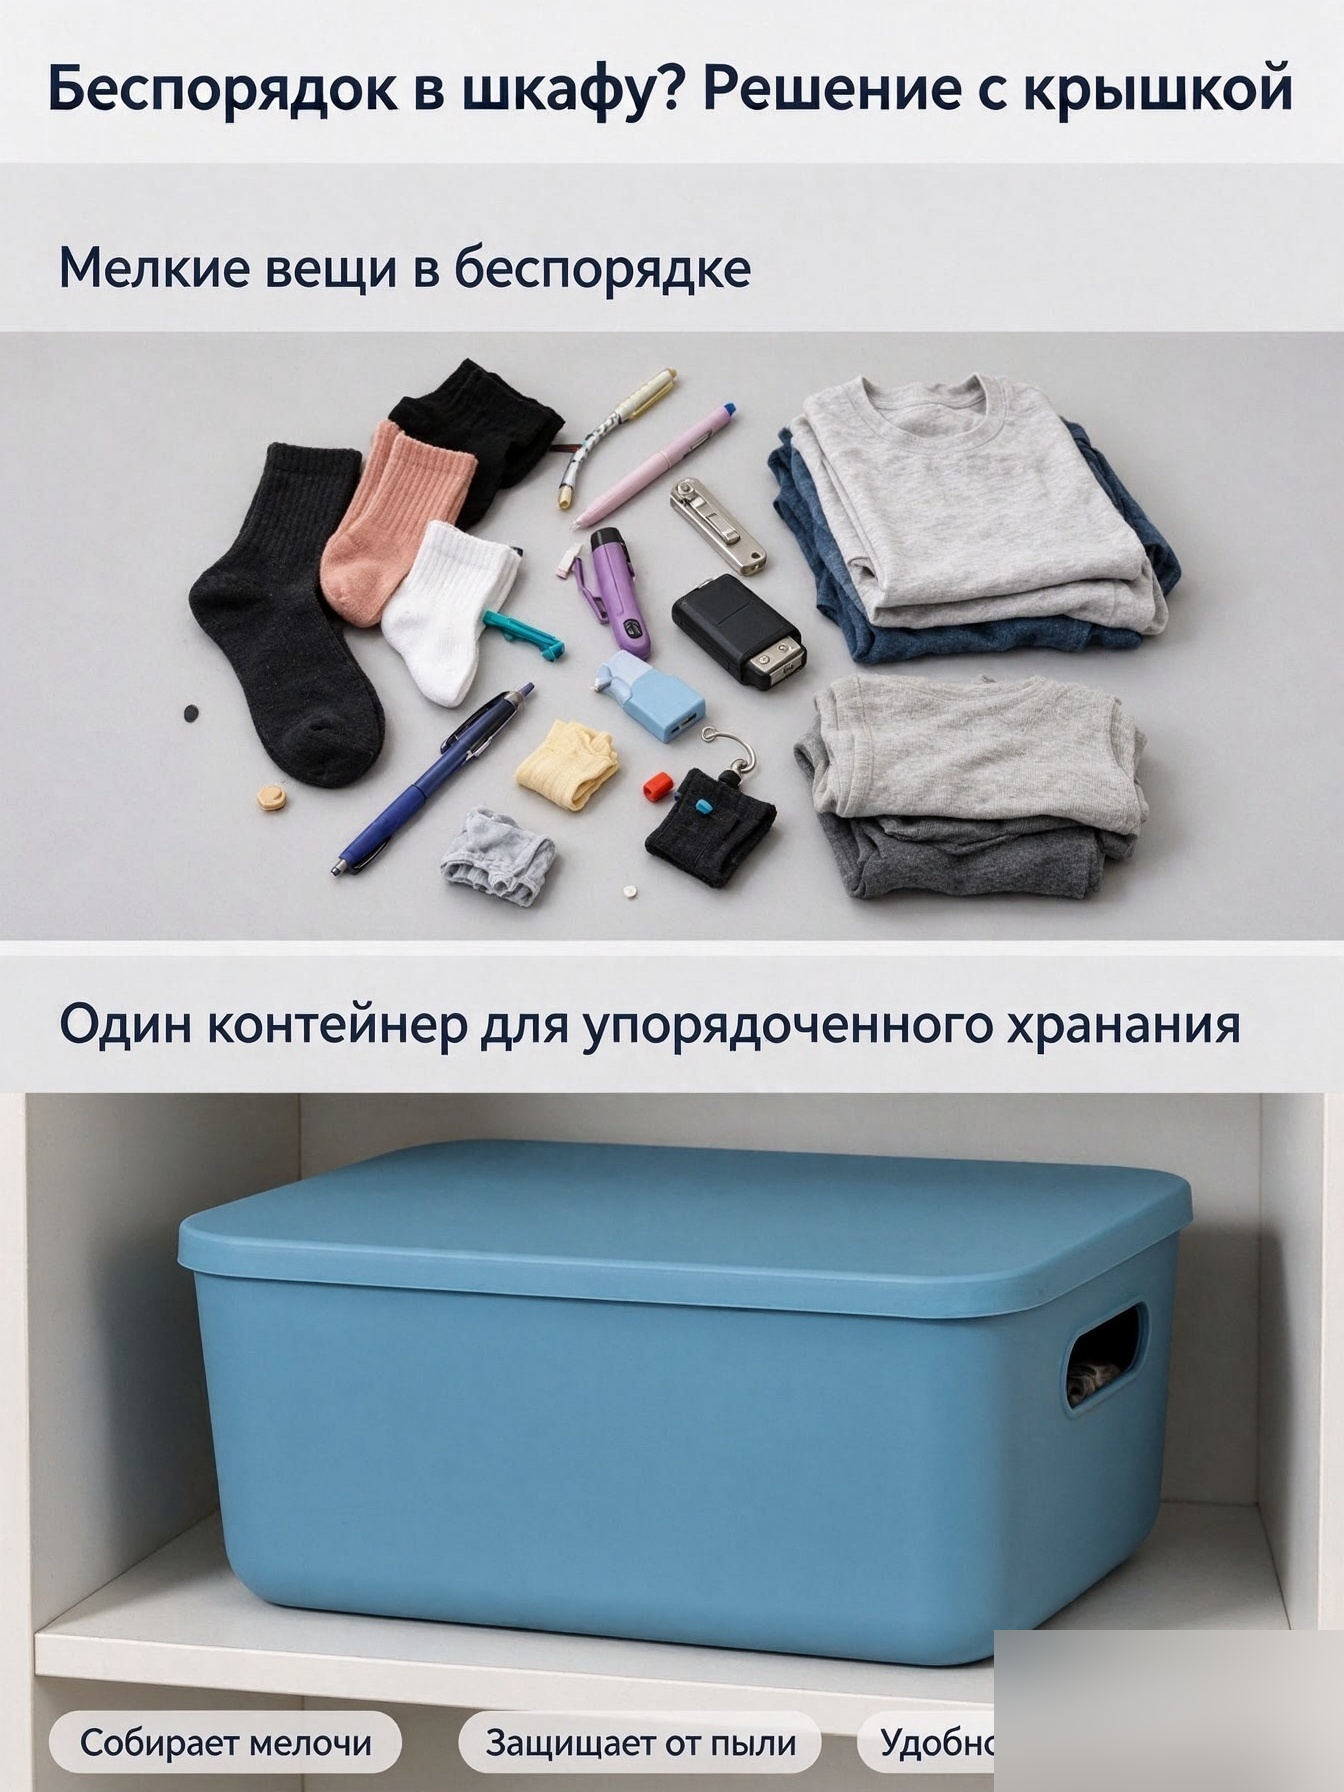 Беспорядок в шкафу? Решение с крышкой
Мелкие вещи в беспорядке
Один контейнер для упорядоченного хранания
Собирает мелочи
Защищает от пыли